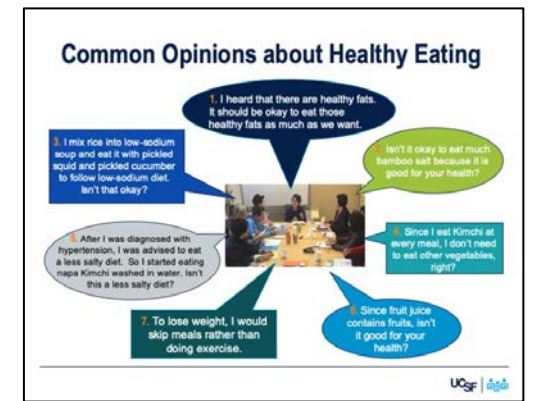 Common Opinions about Healthy Eating
1. I heard that there are healthy fats.
It should be okay to eat those
healthy fats as much as we want.
2. Isn't it okay to eat much
bamboo salt because it is
good for your health?
3. I mix rice into low-sodium
soup and eat it with pickled
squid and pickled cucumber
to follow low-sodium diet.
Isn't that okay?
4. Since I eat Kimchi at
every meal, I don't need
to eat other vegetables,
right?
5. After I was diagnosed with
hypertension, I was advised to eat
a less salty diet. So I started eating
napa Kimchi washed in water. Isn't
this a less salty diet?
6. Since fruit juice
contains fruits, isn't
it good for your
health?
7. To lose weight, I would
skip meals rather than
doing exercise.
UCSF